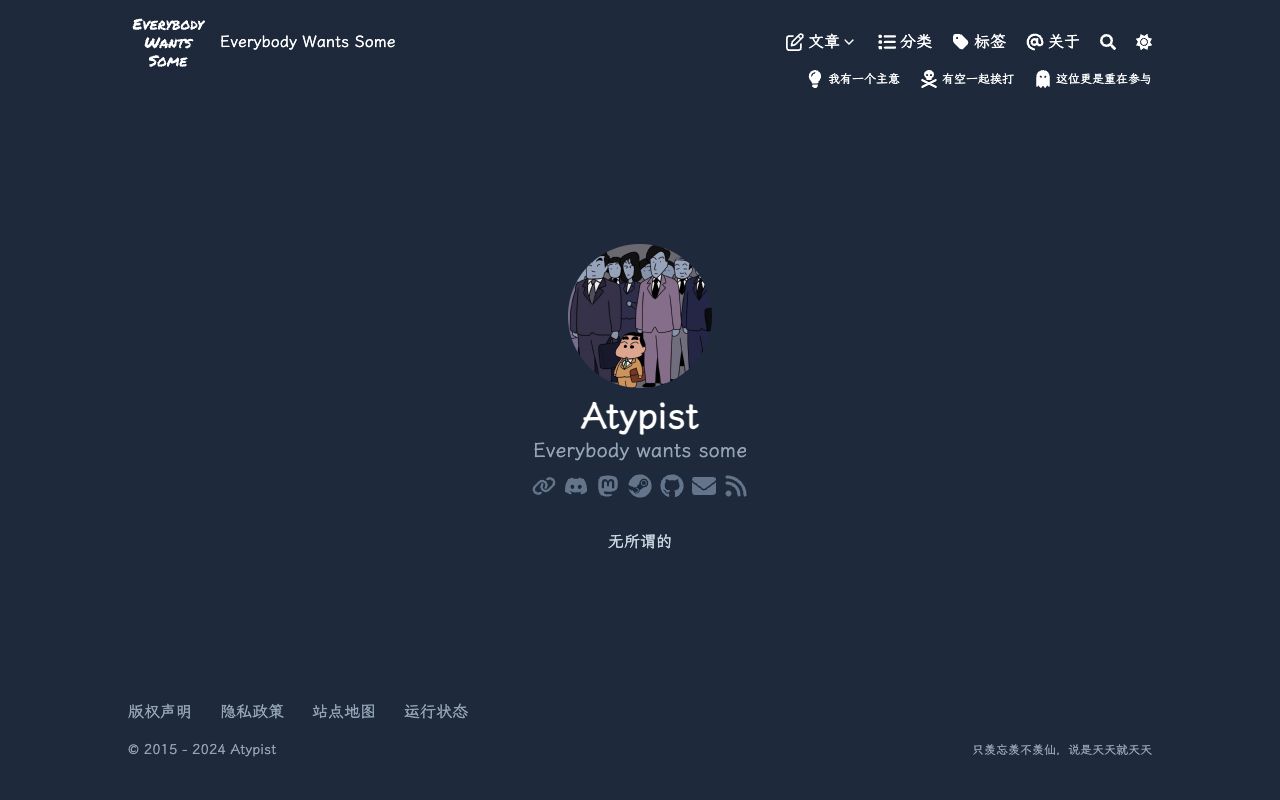 Everybody
Wants
Some
Everybody Wants Some
文章 分类 标签 关于
我有一个主意 有空一起挨打 这位更是重在参与
Atypist
Everybody wants some
无所谓的
版权声明 隐私政策 站点地图 运行状态
© 2015 - 2024 Atypist
只羡忘羡不羡仙，说是天天就天天